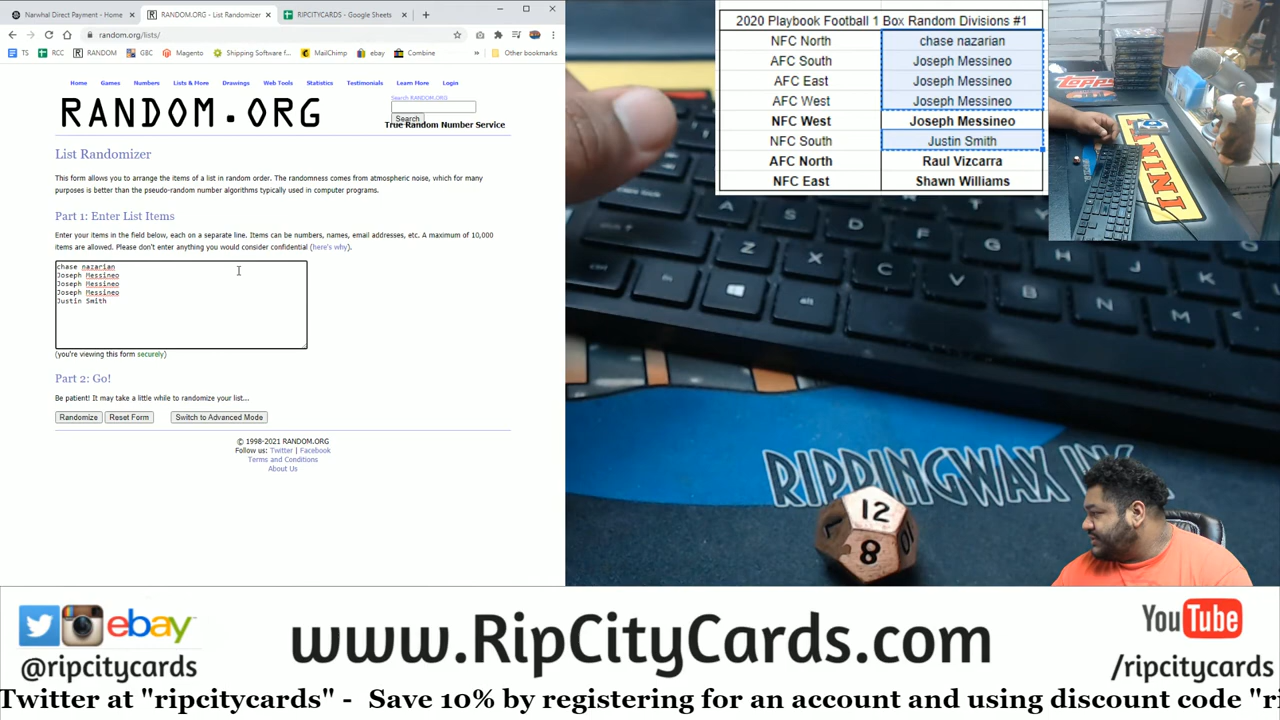 Narwhal Direct Payment - Home
RANDOM.ORG - List Randomizer
RIPCITYCARDS - Google Sheets
random.org/lists/
TS RCC RANDOM GBC Magento Shipping Software f... MailChimp ebay Combine » Other bookmarks
Home Games Numbers Lists & More Drawings Web Tools Statistics Testimonials Learn More Login
RANDOM.ORG
Search RANDOM.ORG
Search
True Random Number Service
List Randomizer
This form allows you to arrange the items of a list in random order. The randomness comes from atmospheric noise, which for many
purposes is better than the pseudo-random number algorithms typically used in computer programs.
Part 1: Enter List Items
Enter your items in the field below, each on a separate line. Items can be numbers, names, email addresses, etc. A maximum of 10,000
items are allowed. Please don't enter anything you would consider confidential (here's why).
chase nazarian
Joseph Messineo
Joseph Messineo
Joseph Messineo
Justin Smith
(you're viewing this form securely)
Part 2: Go!
Be patient! It may take a little while to randomize your list...
Randomize Reset Form Switch to Advanced Mode
© 1998-2021 RANDOM.ORG
Follow us: Twitter | Facebook
Terms and Conditions
About Us
2020 Playbook Football 1 Box Random Divisions #1
NFC North chase nazarian
AFC South Joseph Messineo
AFC East Joseph Messineo
AFC West Joseph Messineo
NFC West Joseph Messineo
NFC South Justin Smith
AFC North Raul Vizcarra
NFC East Shawn Williams
Topps
PANINI
A S D F G
Z X C V B N M
RIPPINGWAX
12
8
7
10
ebay
@ripcitycards
www.RipCityCards.com
YouTube
/ripcitycards
Twitter at "ripcitycards" - Save 10% by registering for an account and using discount code "ri